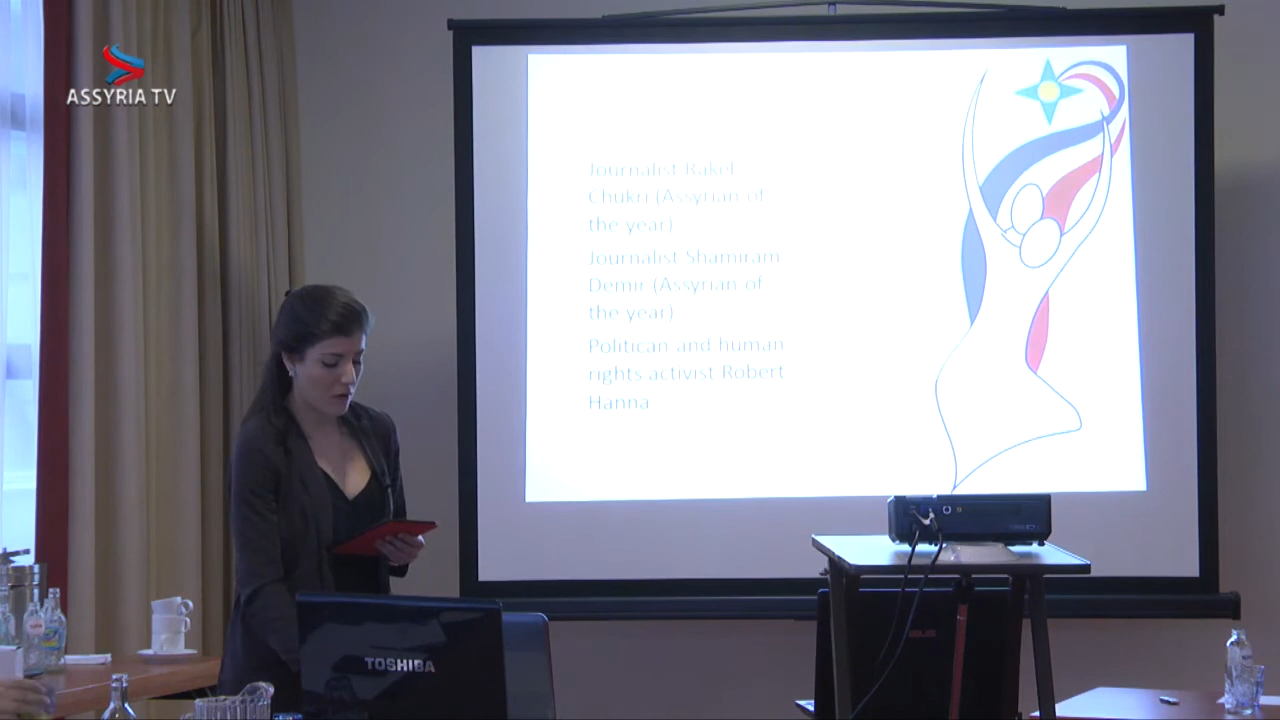 ASSYRIA TV
Journalist Rakel
Chukri (Assyrian of
the year)
Journalist Shamiram
Demir (Assyrian of
the year)
Politican and human
rights activist Robert
Hanna
TOSHIBA
ASUS